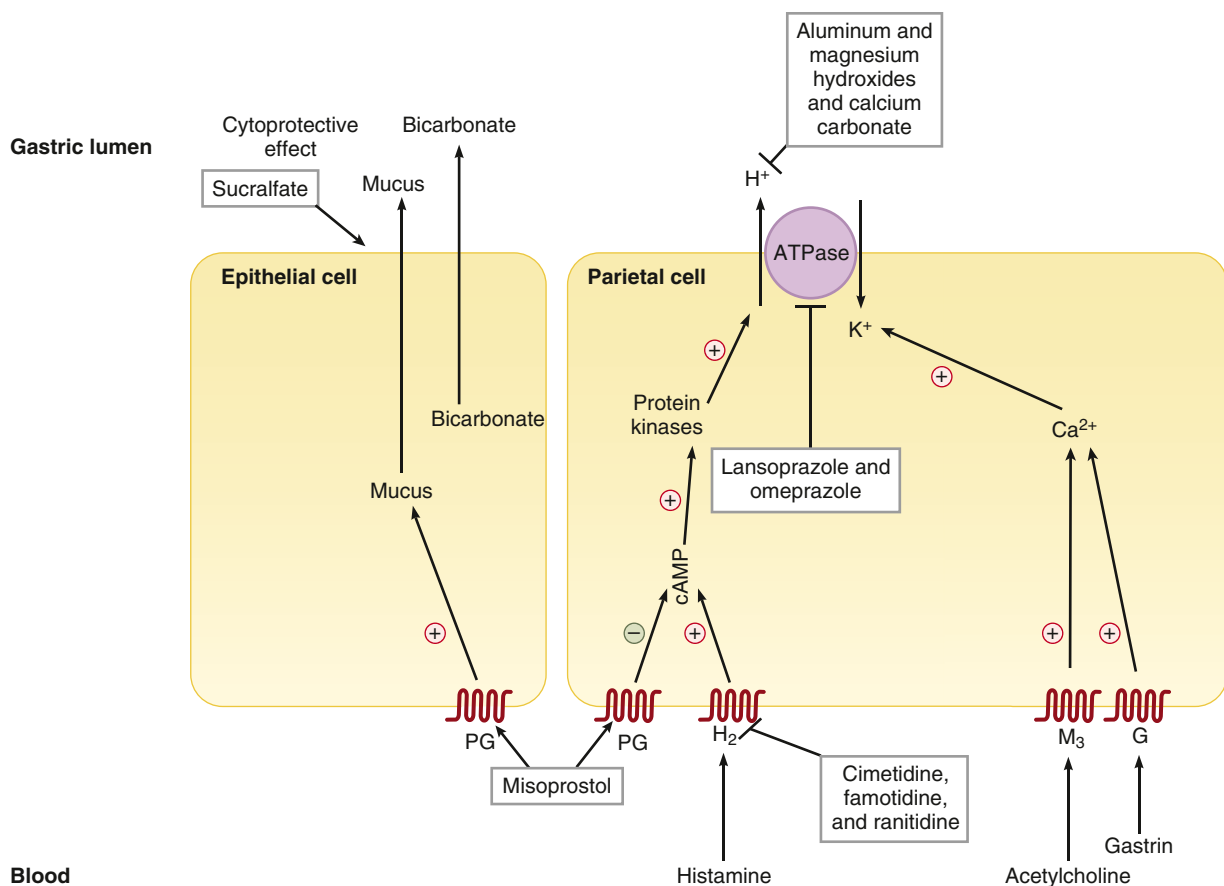 Aluminum and
magnesium
hydroxides
and calcium
carbonate
Gastric lumen
Cytoprotective
effect
Bicarbonate
Sucralfate
Mucus
H⁺
ATPase
Epithelial cell
Parietal cell
K⁺
+
+
Protein
kinases
Bicarbonate
Ca²⁺
Lansoprazole and
omeprazole
Mucus
+
cAMP
+
−
+
+
+
PG
PG
H₂
M₃
G
Misoprostol
Cimetidine,
famotidine,
and ranitidine
Gastrin
Blood
Histamine
Acetylcholine